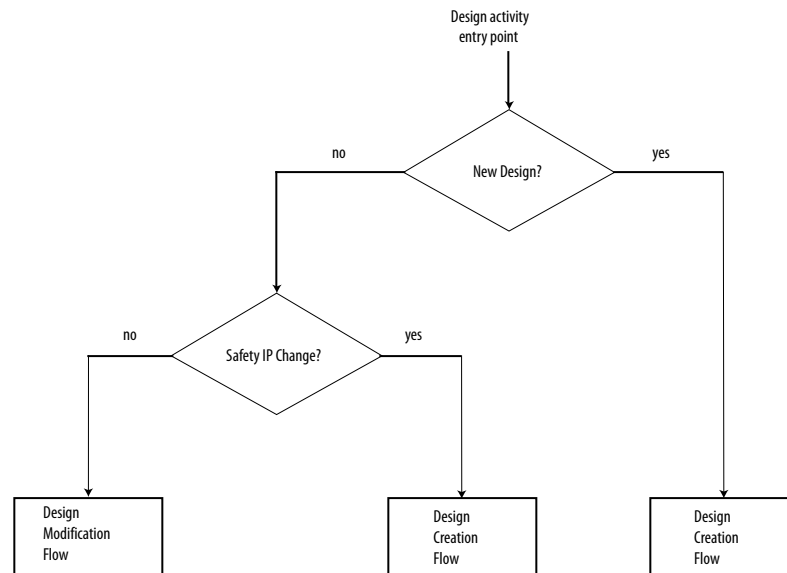 Design activity
entry point
no
New Design?
yes
no
Safety IP Change?
yes
Design
Modification
Flow
Design
Creation
Flow
Design
Creation
Flow